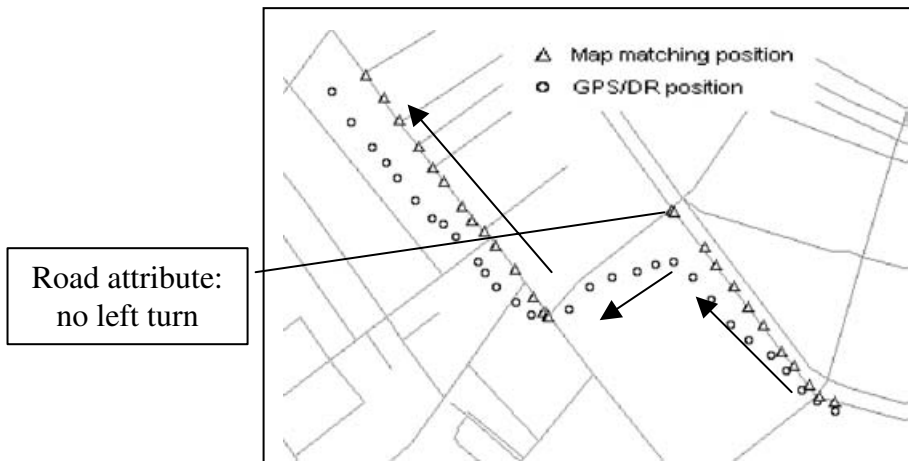 Map matching position
GPS/DR position
Road attribute:
no left turn